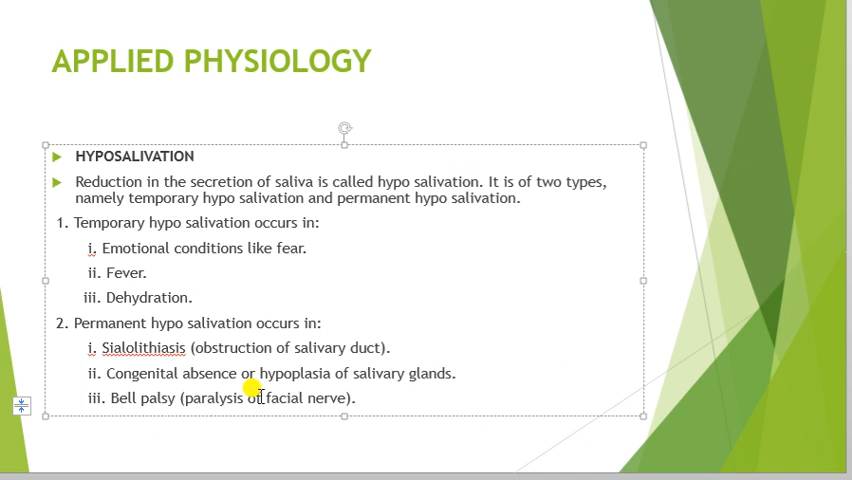 APPLIED PHYSIOLOGY
HYPOSALIVATION
Reduction in the secretion of saliva is called hypo salivation. It is of two types,
namely temporary hypo salivation and permanent hypo salivation.
1. Temporary hypo salivation occurs in:
i. Emotional conditions like fear.
ii. Fever.
iii. Dehydration.
2. Permanent hypo salivation occurs in:
i. Sialolithiasis (obstruction of salivary duct).
ii. Congenital absence or hypoplasia of salivary glands.
iii. Bell palsy (paralysis of facial nerve).